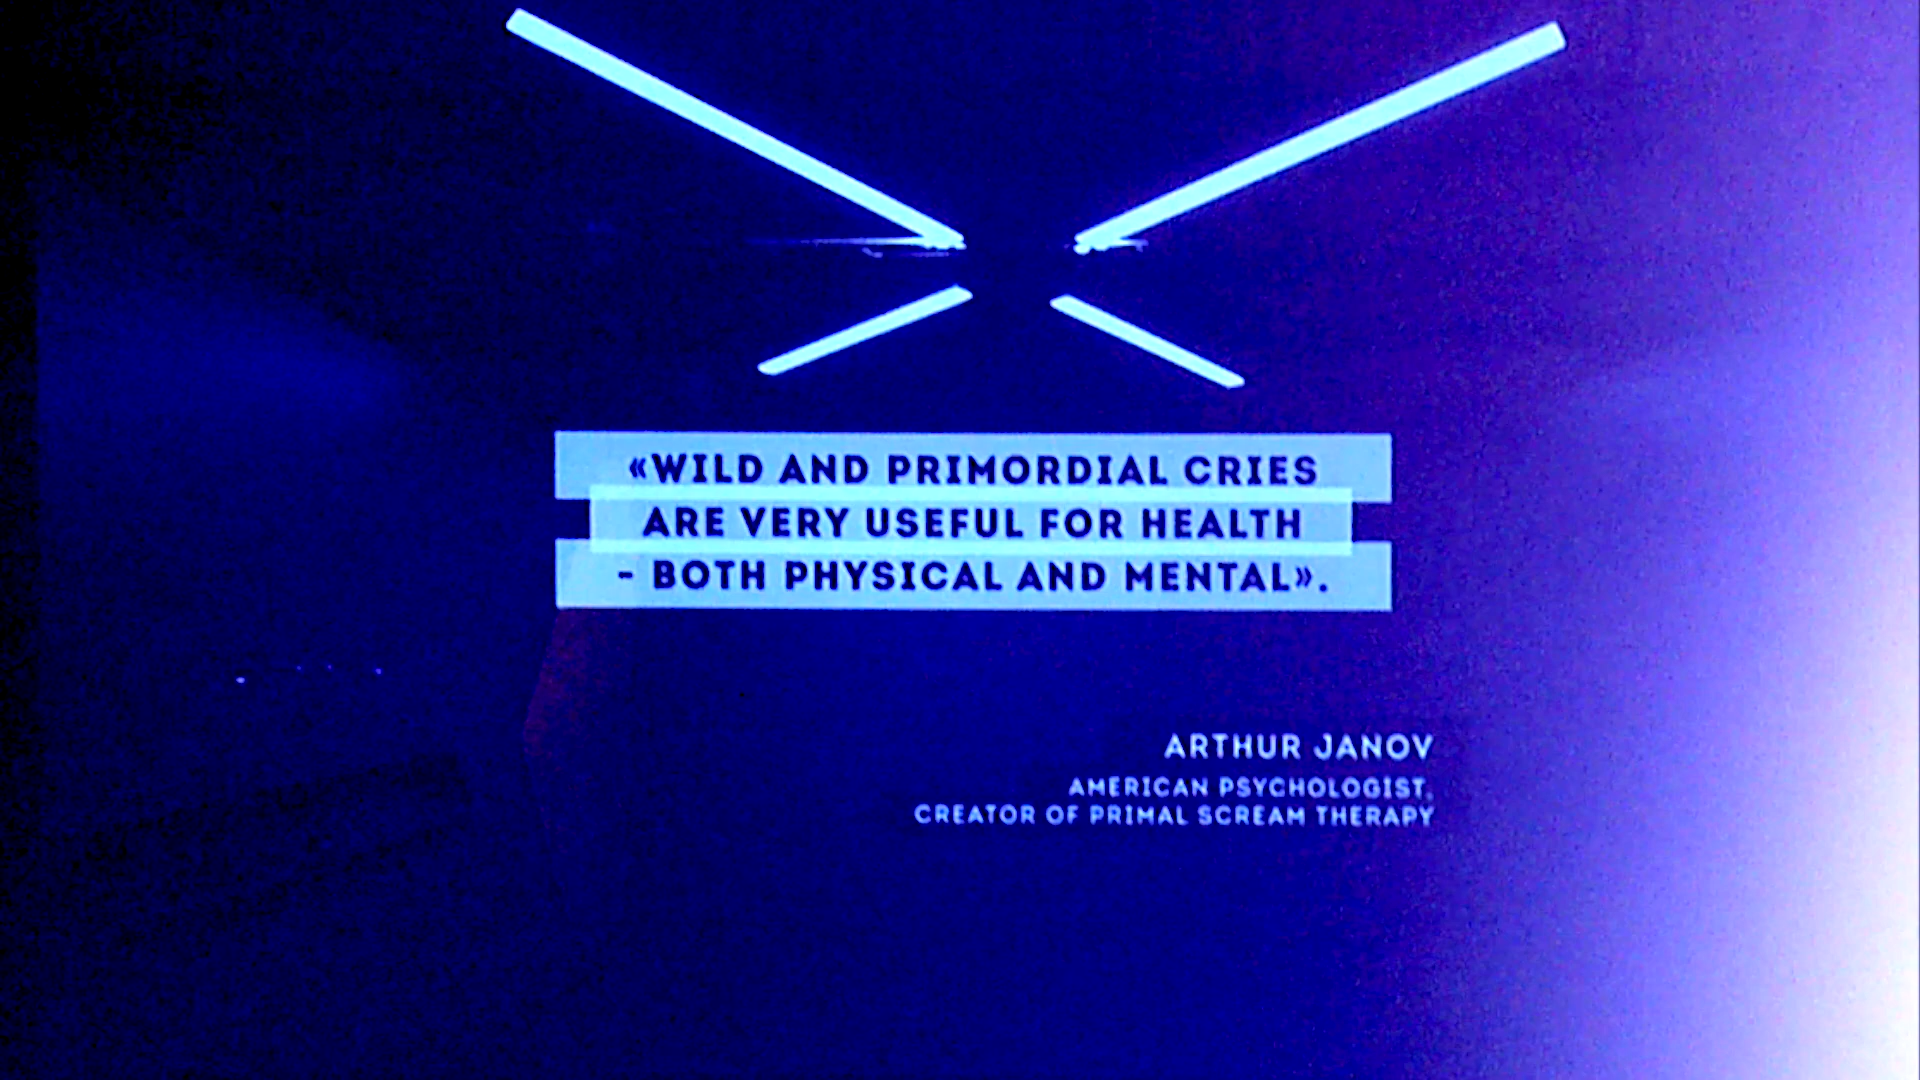 «WILD AND PRIMORDIAL CRIES
ARE VERY USEFUL FOR HEALTH
- BOTH PHYSICAL AND MENTAL».
ARTHUR JANOV
AMERICAN PSYCHOLOGIST,
CREATOR OF PRIMAL SCREAM THERAPY